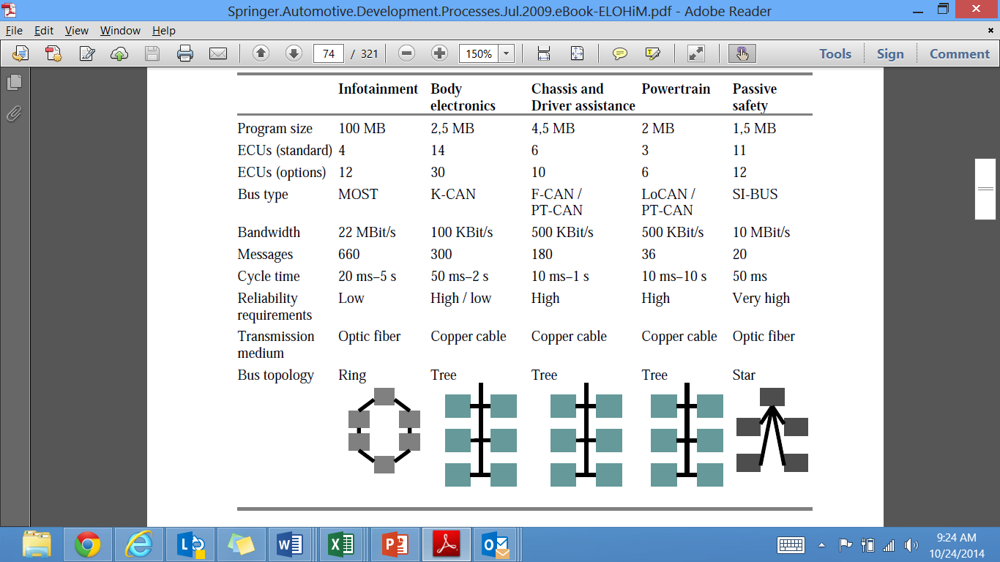 Springer.Automotive.Development.Processes.Jul.2009.eBook-ELOHiM.pdf - Adobe Reader
File Edit View Window Help
74 / 321 150% Tools Sign Comment
Infotainment Body electronics Chassis and Driver assistance Powertrain Passive safety
Program size 100 MB 2,5 MB 4,5 MB 2 MB 1,5 MB
ECUs (standard) 4 14 6 3 11
ECUs (options) 12 30 10 6 12
Bus type MOST K-CAN F-CAN / PT-CAN LoCAN / PT-CAN SI-BUS
Bandwidth 22 MBit/s 100 KBit/s 500 KBit/s 500 KBit/s 10 MBit/s
Messages 660 300 180 36 20
Cycle time 20 ms–5 s 50 ms–2 s 10 ms–1 s 10 ms–10 s 50 ms
Reliability requirements Low High / low High High Very high
Transmission medium Optic fiber Copper cable Copper cable Copper cable Optic fiber
Bus topology Ring Tree Tree Tree Star
9:24 AM
10/24/2014